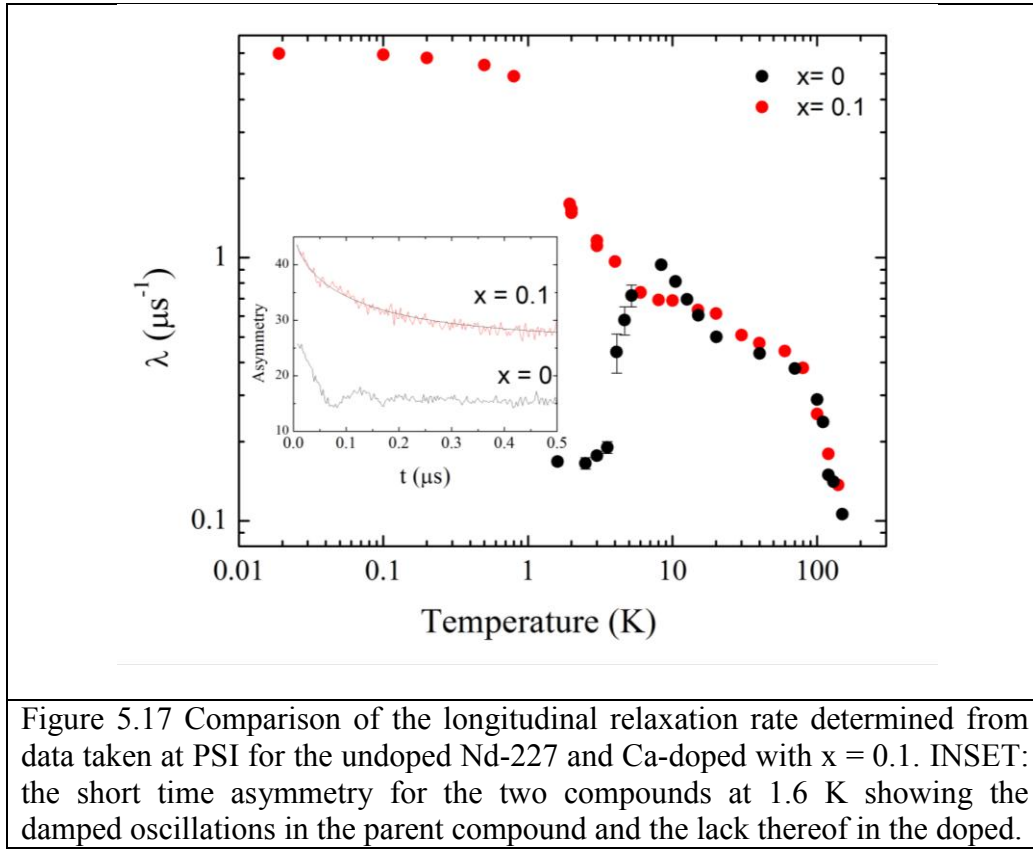 x= 0
x= 0.1
1
0.1
λ (μs-1)
40
30
20
10
Asymmetry
x = 0.1
x = 0
0.0 0.1 0.2 0.3 0.4 0.5
t (μs)
0.01 0.1 1 10 100
Temperature (K)
Figure 5.17 Comparison of the longitudinal relaxation rate determined from
data taken at PSI for the undoped Nd-227 and Ca-doped with x = 0.1. INSET:
the short time asymmetry for the two compounds at 1.6 K showing the
damped oscillations in the parent compound and the lack thereof in the doped.